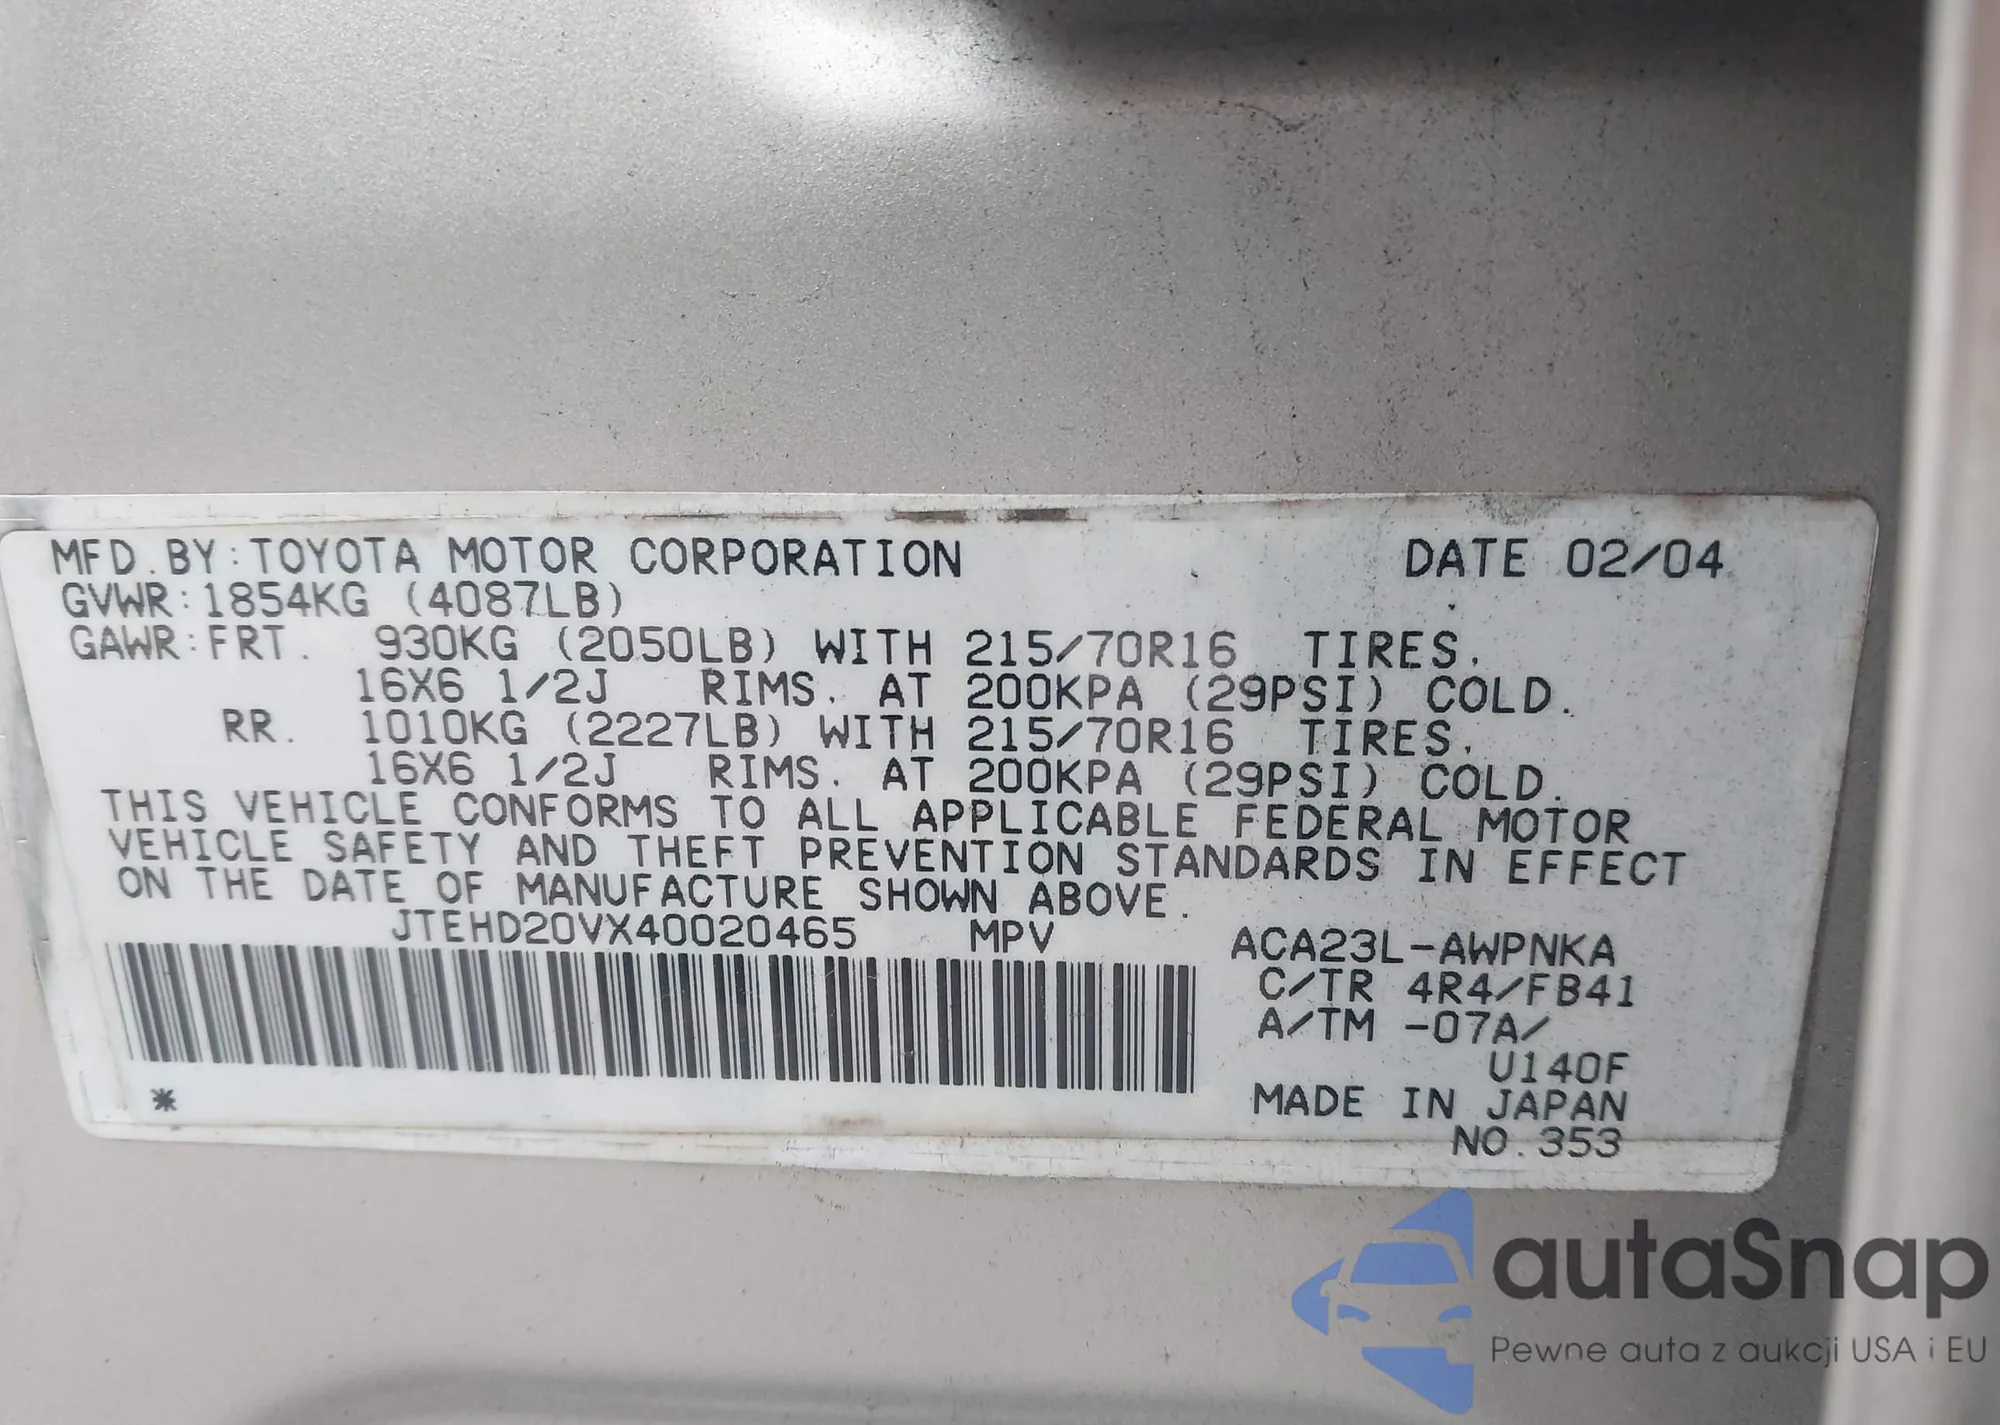 MFD. BY: TOYOTA MOTOR CORPORATION DATE 02/04
GVWR: 1854KG (4087LB)
GAWR: FRT. 930KG (2050LB) WITH 215/70R16 TIRES.
16X6 1/2J RIMS. AT 200KPA (29PSI) COLD.
RR. 1010KG (2227LB) WITH 215/70R16 TIRES.
16X6 1/2J RIMS. AT 200KPA (29PSI) COLD.
THIS VEHICLE CONFORMS TO ALL APPLICABLE FEDERAL MOTOR
VEHICLE SAFETY AND THEFT PREVENTION STANDARDS IN EFFECT
ON THE DATE OF MANUFACTURE SHOWN ABOVE.
JTEHD20VX40020465 MPV ACA23L-AWPNKA
C/TR 4R4/FB41
A/TM -07A/
U140F
MADE IN JAPAN
* NO. 353
autaSnap
Pewne auta z aukcji USA i EU